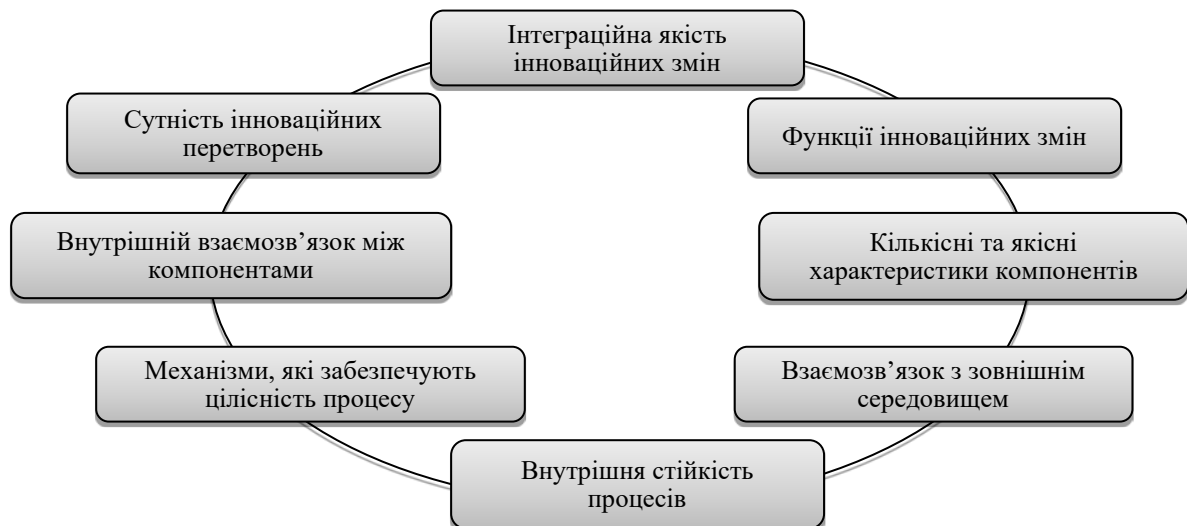 Інтеграційна якість
інноваційних змін
Сутність інноваційних
перетворень
Функції інноваційних змін
Внутрішній взаємозв’язок між
компонентами
Кількісні та якісні
характеристики компонентів
Механізми, які забезпечують
цілісність процесу
Взаємозв’язок з зовнішнім
середовищем
Внутрішня стійкість
процесів